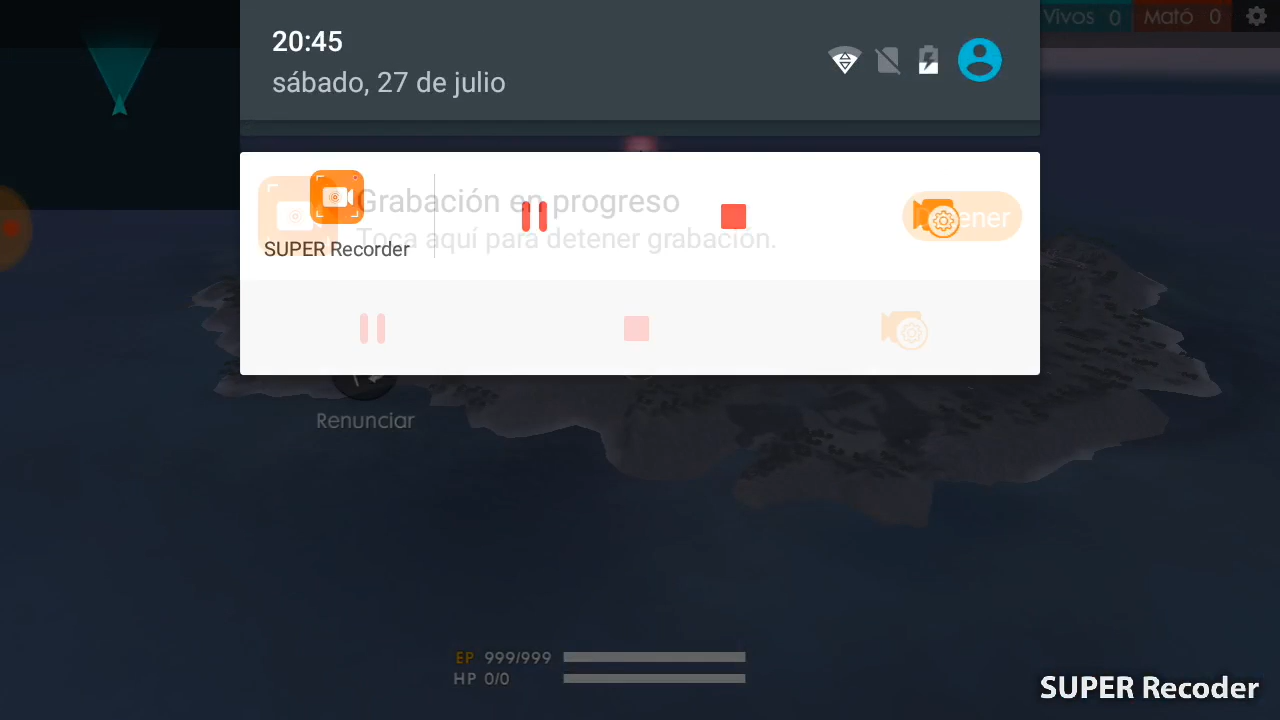 Vivos 0 Mató 0
20:45
sábado, 27 de julio
Grabación en progreso
Toca aquí para detener grabación.
SUPER Recorder
Renunciar
EP 999/999
HP 0/0
SUPER Recoder